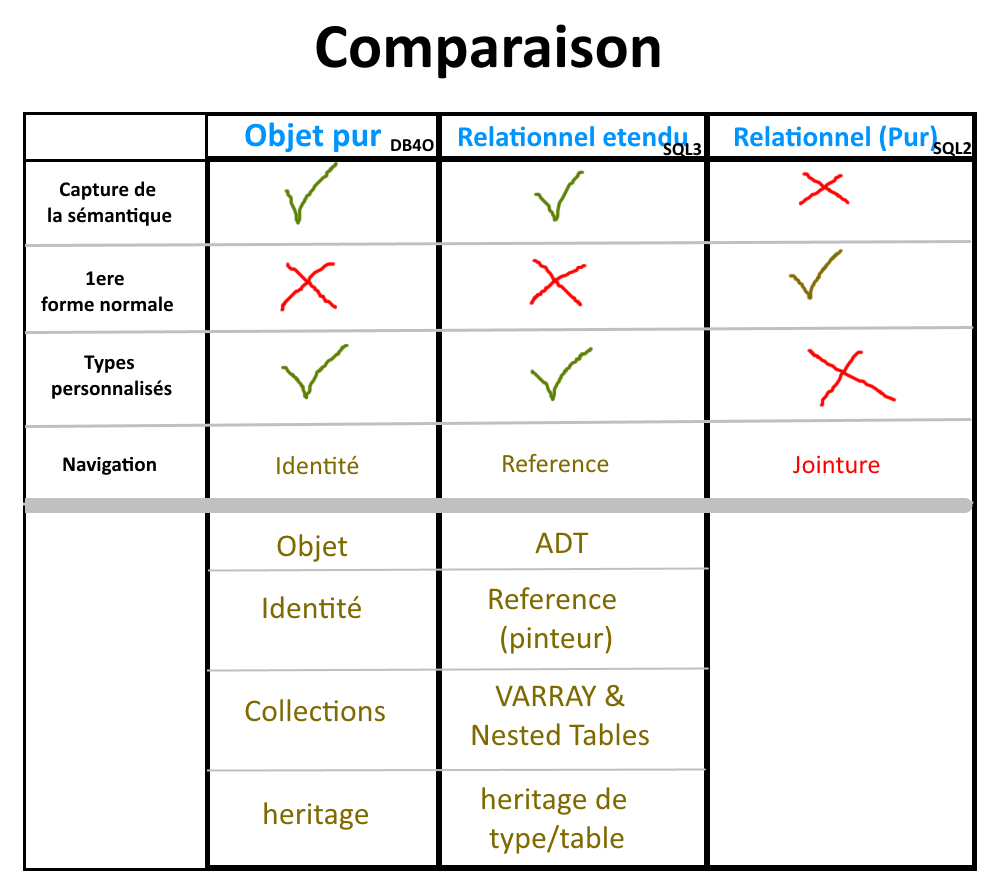 Comparaison
Objet pur DB4O
Relationnel etendu SQL3
Relationnel (Pur) SQL2
Capture de
la sémantique
1ere
forme normale
Types
personnalisés
Navigation
Identité
Reference
Jointure
Objet
ADT
Identité
Reference
(pinteur)
Collections
VARRAY &
Nested Tables
heritage
heritage de
type/table